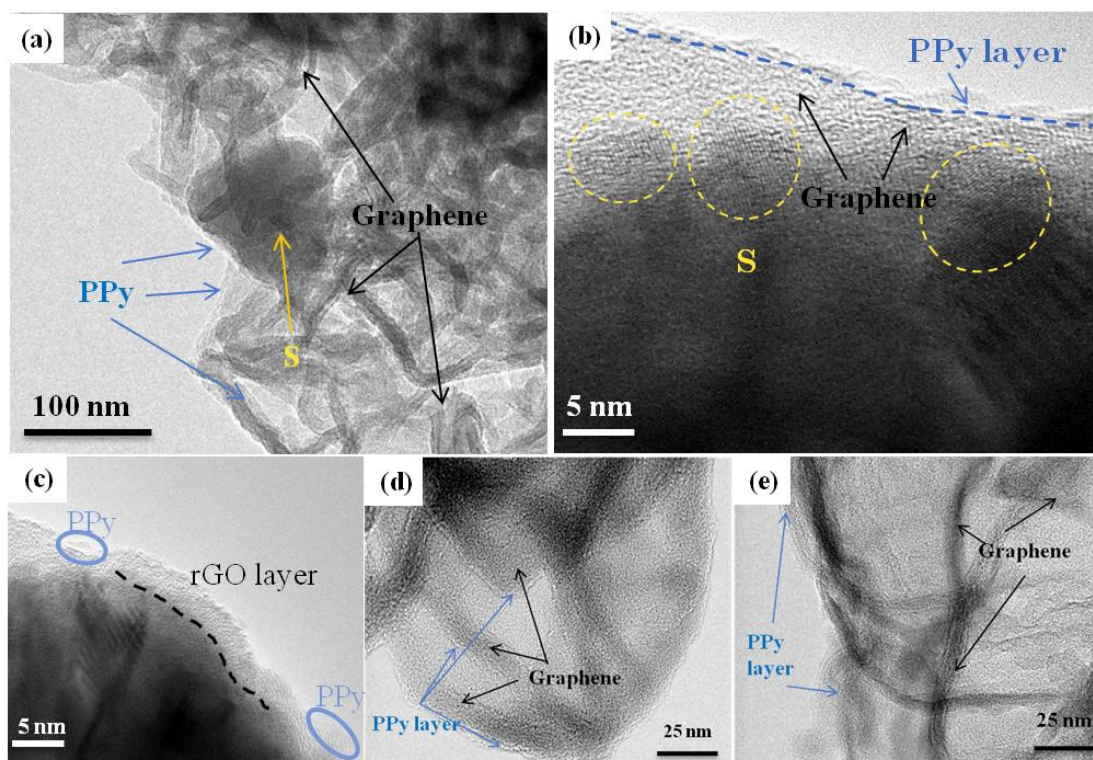 (a)
Graphene
PPy
S
100 nm
(b)
PPy layer
Graphene
S
5 nm
(c)
PPy
rGO layer
PPy
5 nm
(d)
Graphene
PPy layer
25 nm
(e)
Graphene
PPy
layer
25 nm